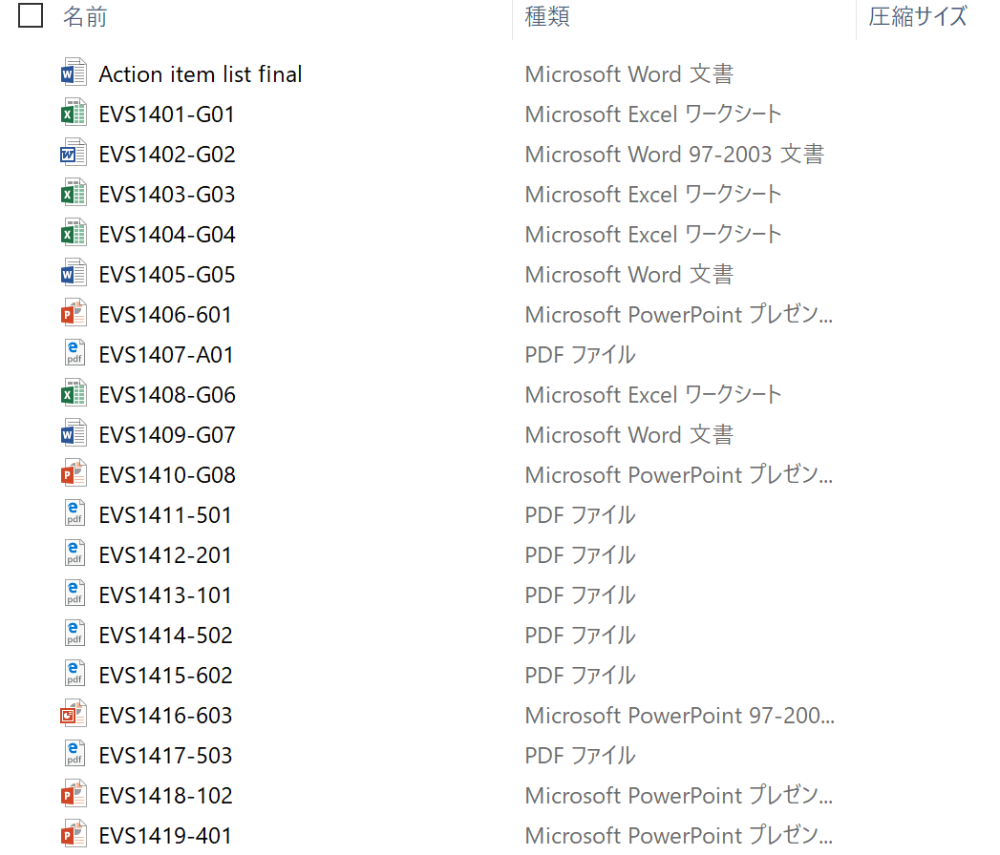 名前 種類 圧縮サイズ
Action item list final Microsoft Word 文書
EVS1401-G01 Microsoft Excel ワークシート
EVS1402-G02 Microsoft Word 97-2003 文書
EVS1403-G03 Microsoft Excel ワークシート
EVS1404-G04 Microsoft Excel ワークシート
EVS1405-G05 Microsoft Word 文書
EVS1406-601 Microsoft PowerPoint プレゼン...
EVS1407-A01 PDF ファイル
EVS1408-G06 Microsoft Excel ワークシート
EVS1409-G07 Microsoft Word 文書
EVS1410-G08 Microsoft PowerPoint プレゼン...
EVS1411-501 PDF ファイル
EVS1412-201 PDF ファイル
EVS1413-101 PDF ファイル
EVS1414-502 PDF ファイル
EVS1415-602 PDF ファイル
EVS1416-603 Microsoft PowerPoint 97-200...
EVS1417-503 PDF ファイル
EVS1418-102 Microsoft PowerPoint プレゼン...
EVS1419-401 Microsoft PowerPoint プレゼン...